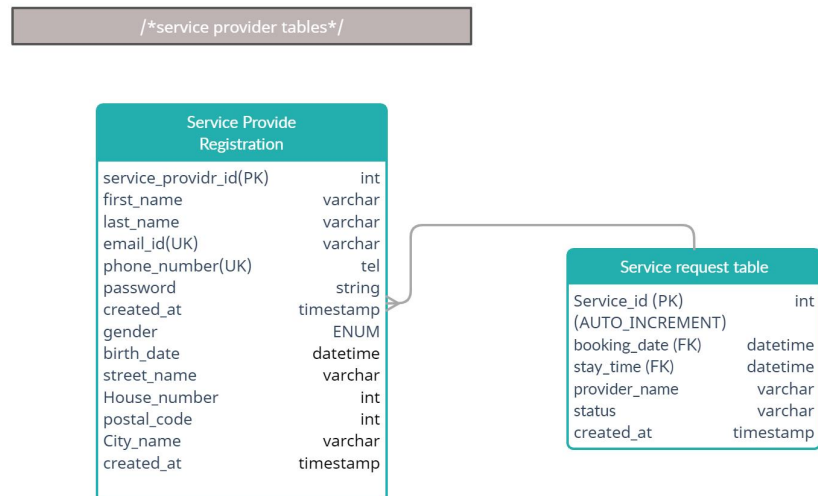 /*service provider tables*/
Service Provide
Registration
service_providr_id(PK) int
first_name varchar
last_name varchar
email_id(UK) varchar
phone_number(UK) tel
password string
created_at timestamp
gender ENUM
birth_date datetime
street_name varchar
House_number int
postal_code int
City_name varchar
created_at timestamp
Service request table
Service_id (PK) int
(AUTO_INCREMENT)
booking_date (FK) datetime
stay_time (FK) datetime
provider_name varchar
status varchar
created_at timestamp